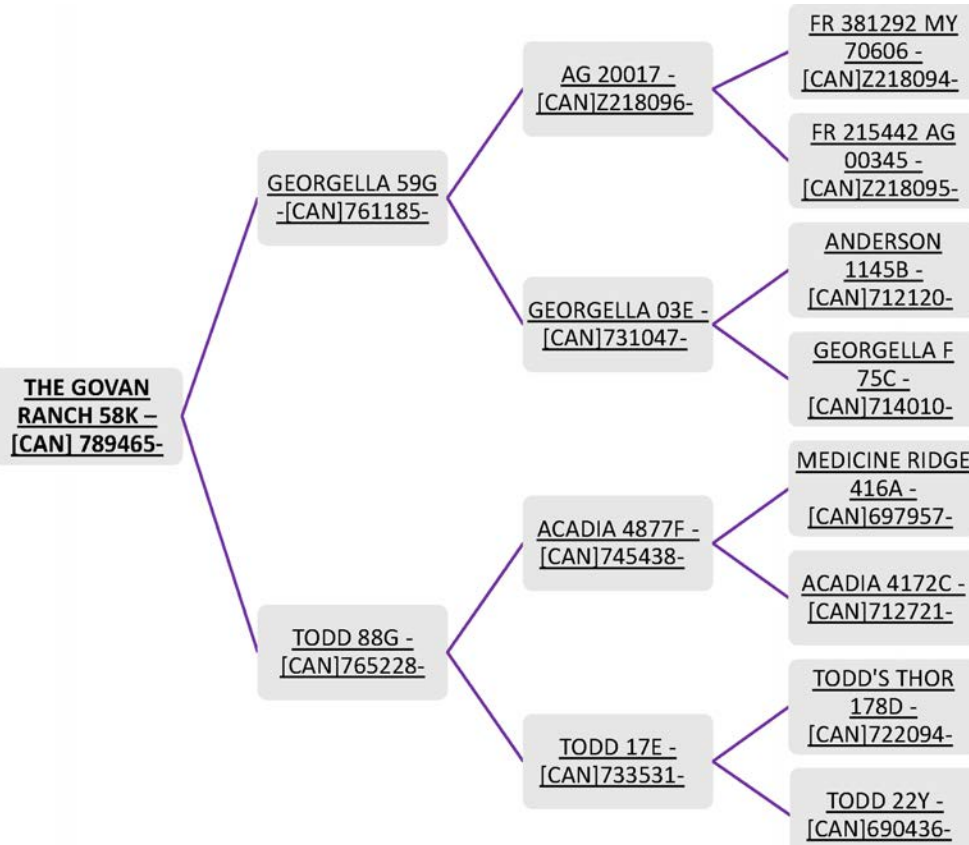 THE GOVAN
RANCH 58K –
[CAN] 789465-
GEORGELLA 59G
-[CAN]761185-
TODD 88G -
[CAN]765228-
AG 20017 -
[CAN]Z218096-
GEORGELLA 03E -
[CAN]731047-
ACADIA 4877F -
[CAN]745438-
TODD 17E -
[CAN]733531-
FR 381292 MY
70606 -
[CAN]Z218094-
FR 215442 AG
00345 -
[CAN]Z218095-
ANDERSON
1145B -
[CAN]712120-
GEORGELLA F
75C -
[CAN]714010-
MEDICINE RIDGE
416A -
[CAN]697957-
ACADIA 4172C -
[CAN]712721-
TODD'S THOR
178D -
[CAN]722094-
TODD 22Y -
[CAN]690436-